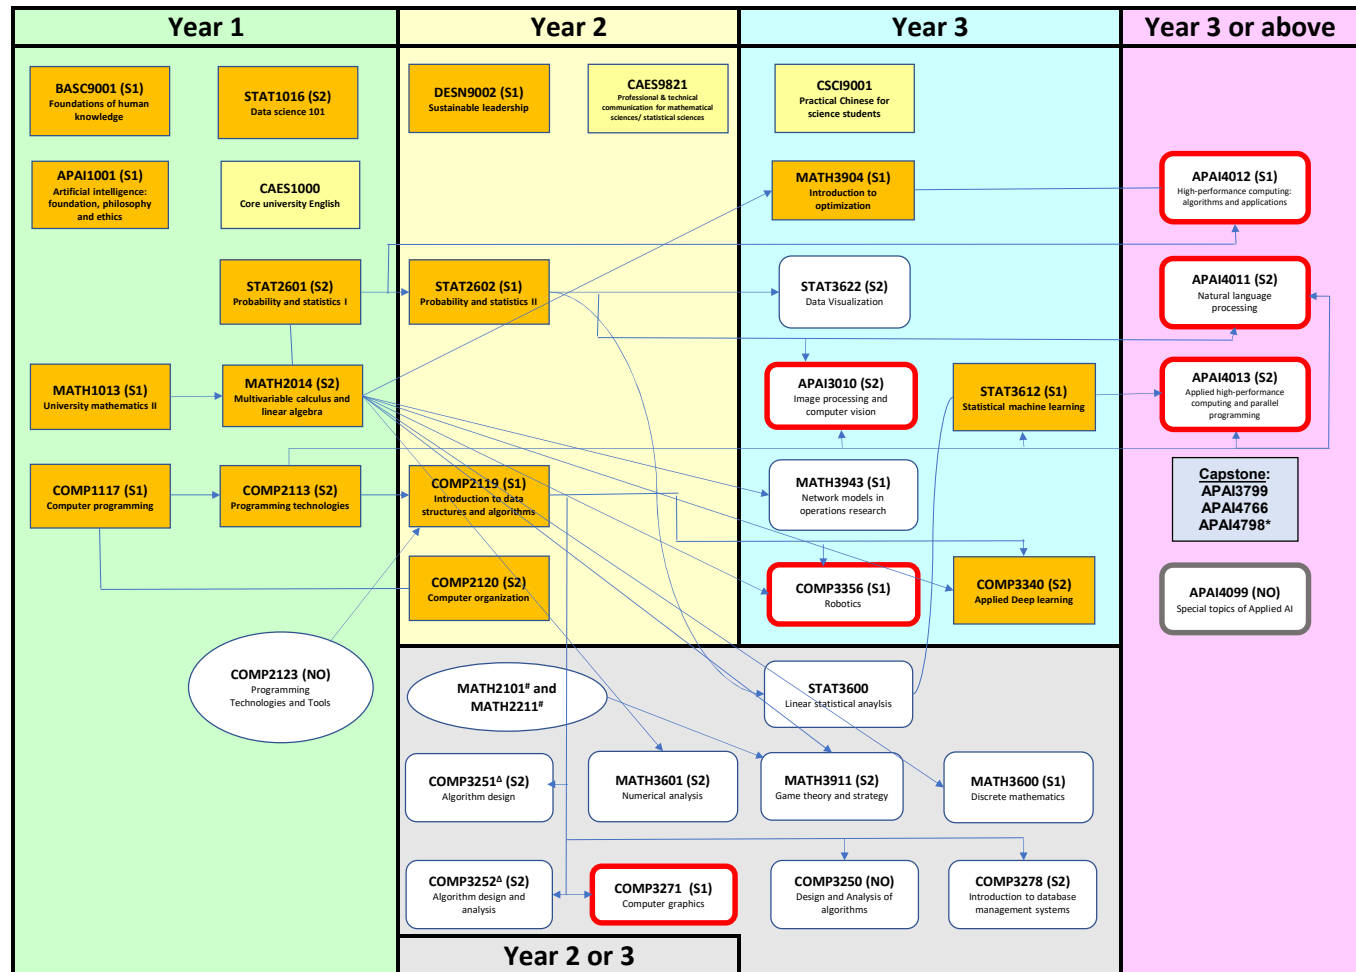 Year 1
Year 2
Year 3
Year 3 or above
BASC9001 (S1)
Foundations of human
knowledge
STAT1016 (S2)
Data science 101
DESN9002 (S1)
Sustainable leadership
CAES9821
Professional & technical
communication for mathematical
sciences/ statistical sciences
CSCI9001
Practical Chinese for
science students
APAI1001 (S1)
Artificial intelligence:
foundation, philosophy
and ethics
CAES1000
Core university English
MATH3904 (S1)
Introduction to
optimization
APAI4012 (S1)
High-performance computing:
algorithms and applications
STAT2601 (S2)
Probability and statistics I
STAT2602 (S1)
Probability and statistics II
STAT3622 (S2)
Data Visualization
APAI4011 (S2)
Natural language
processing
MATH1013 (S1)
University mathematics II
MATH2014 (S2)
Multivariable calculus and
linear algebra
APAI3010 (S2)
Image processing and
computer vision
STAT3612 (S1)
Statistical machine learning
APAI4013 (S2)
Applied high-performance
computing and parallel
programming
COMP1117 (S1)
Computer programming
COMP2113 (S2)
Programming technologies
COMP2119 (S1)
Introduction to data
structures and algorithms
MATH3943 (S1)
Network models in
operations research
Capstone:
APAI3799
APAI4766
APAI4798*
COMP2120 (S2)
Computer organization
COMP3356 (S1)
Robotics
COMP3340 (S2)
Applied Deep learning
APAI4099 (NO)
Special topics of Applied AI
COMP2123 (NO)
Programming
Technologies and Tools
MATH2101# and
MATH2211#
STAT3600
Linear statistical anaylsis
COMP3251Δ (S2)
Algorithm design
MATH3601 (S2)
Numerical analysis
MATH3911 (S2)
Game theory and strategy
MATH3600 (S1)
Discrete mathematics
COMP3252Δ (S2)
Algorithm design and
analysis
COMP3271 (S1)
Computer graphics
COMP3250 (NO)
Design and Analysis of
algorithms
COMP3278 (S2)
Introduction to database
management systems
Year 2 or 3